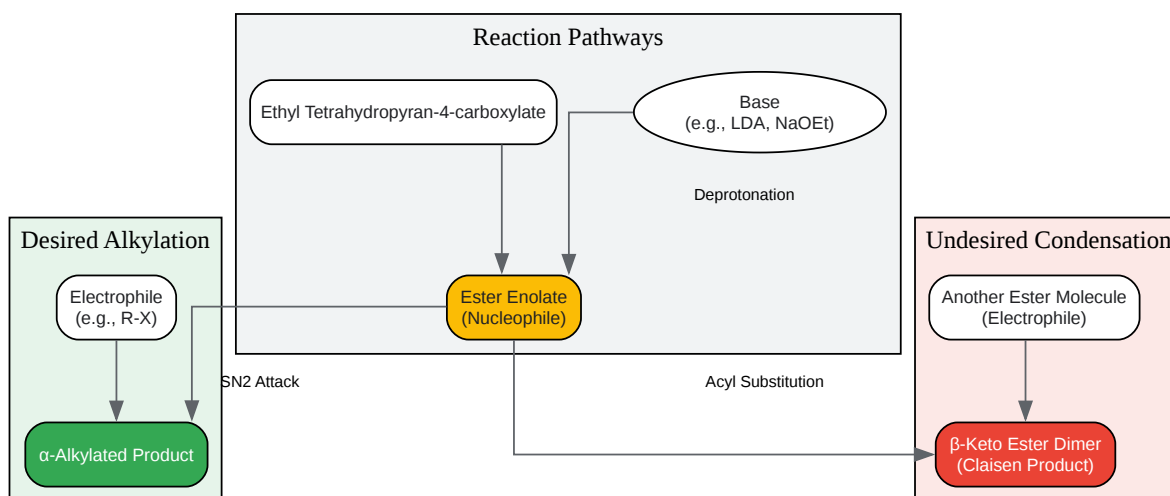 Reaction Pathways
Ethyl Tetrahydropyran-4-carboxylate
Base
(e.g., LDA, NaOEt)
Deprotonation
Desired Alkylation
Undesired Condensation
Electrophile
(e.g., R-X)
Ester Enolate
(Nucleophile)
Another Ester Molecule
(Electrophile)
SN2 Attack
Acyl Substitution
α-Alkylated Product
β-Keto Ester Dimer
(Claisen Product)